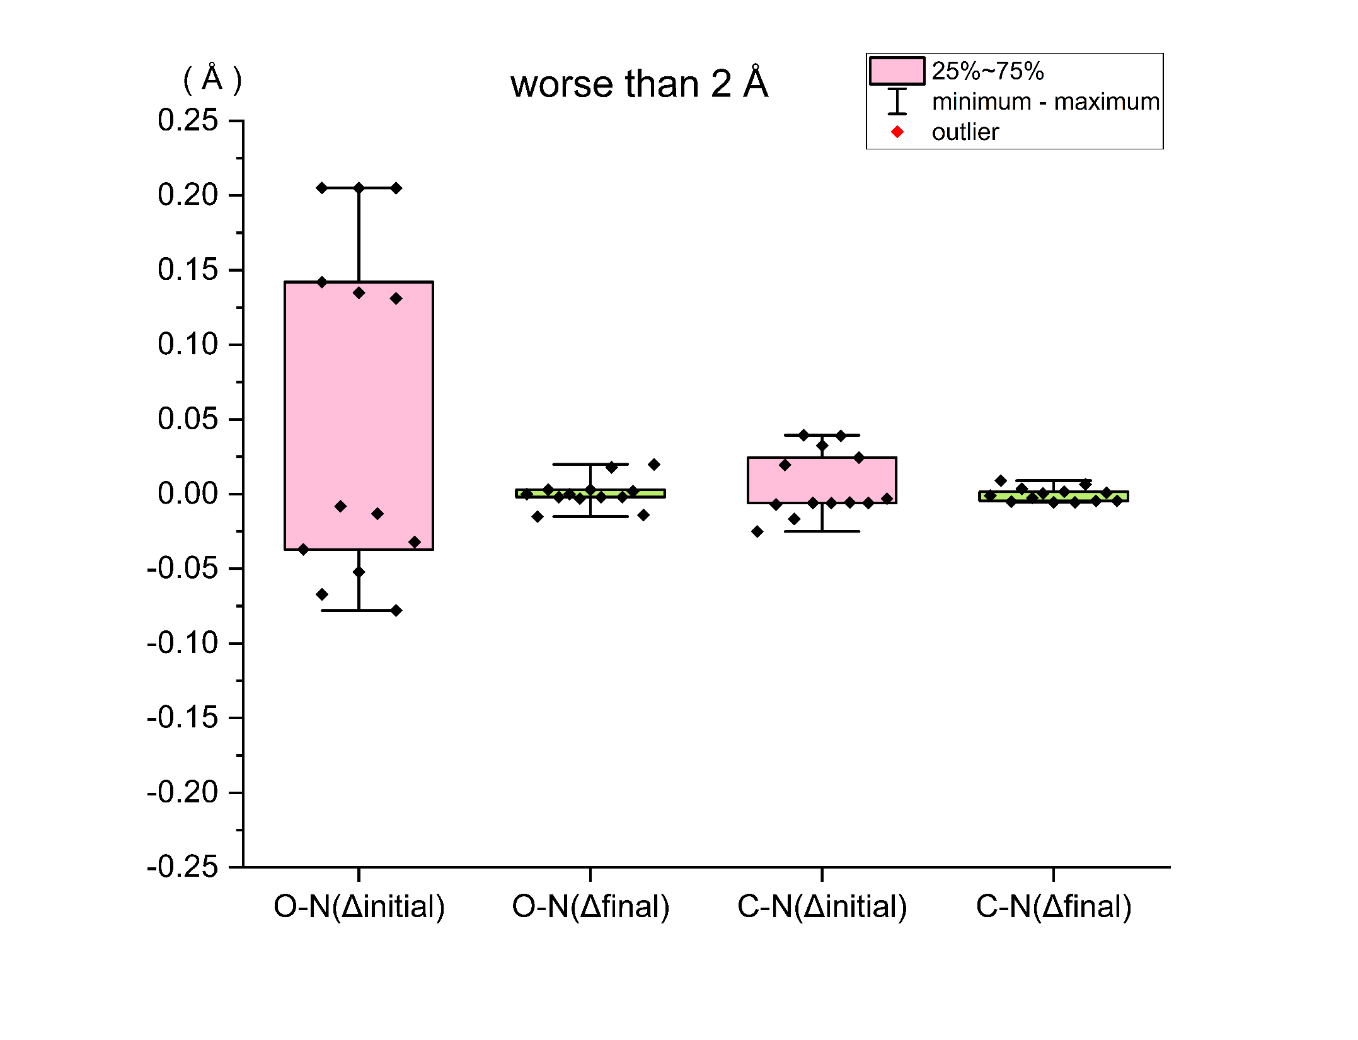 ( Å )
worse than 2 Å
25%~75%
minimum - maximum
outlier
0.25
0.20
0.15
0.10
0.05
0.00
-0.05
-0.10
-0.15
-0.20
-0.25
O-N(Δinitial)
O-N(Δfinal)
C-N(Δinitial)
C-N(Δfinal)